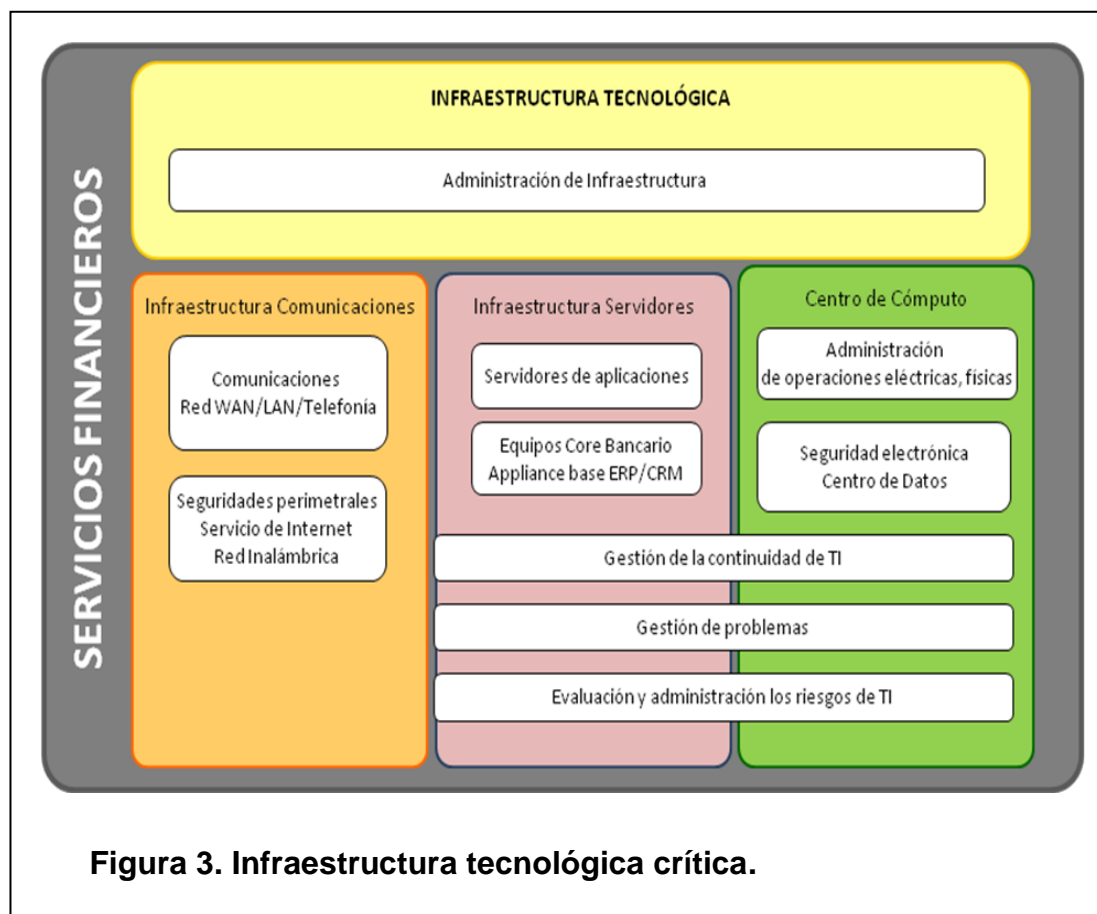 SERVICIOS FINANCIEROS
INFRAESTRUCTURA TECNOLÓGICA
Administración de Infraestructura
Infraestructura Comunicaciones
Comunicaciones
Red WAN/LAN/Telefonía
Seguridades perimetrales
Servicio de Internet
Red Inalámbrica
Infraestructura Servidores
Servidores de aplicaciones
Equipos Core Bancario
Appliance base ERP/CRM
Centro de Cómputo
Administración
de operaciones eléctricas, físicas
Seguridad electrónica
Centro de Datos
Gestión de la continuidad de TI
Gestión de problemas
Evaluación y administración los riesgos de TI
Figura 3. Infraestructura tecnológica crítica.